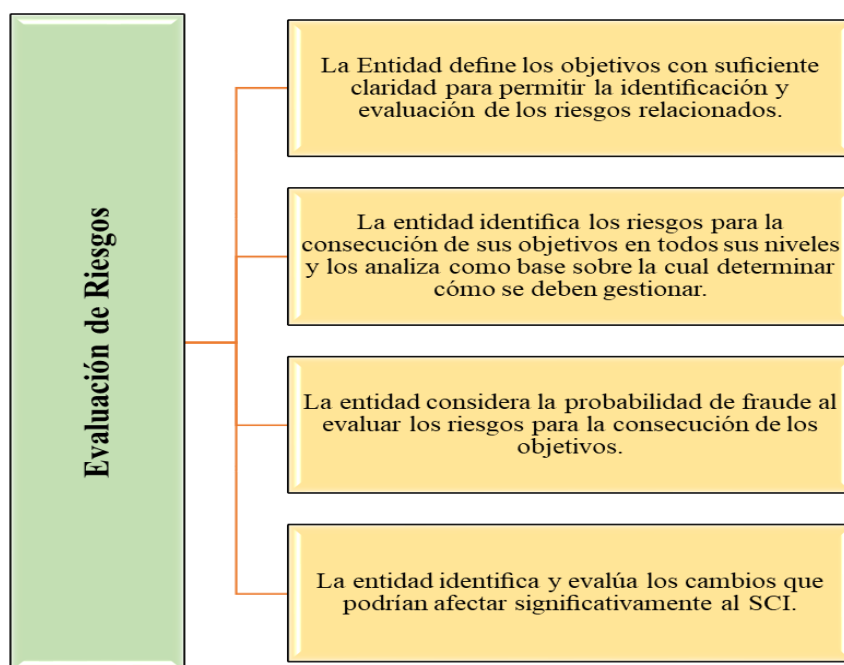 Evaluación de Riesgos
La Entidad define los objetivos con suficiente
claridad para permitir la identificación y
evaluación de los riesgos relacionados.
La entidad identifica los riesgos para la
consecución de sus objetivos en todos sus niveles
y los analiza como base sobre la cual determinar
cómo se deben gestionar.
La entidad considera la probabilidad de fraude al
evaluar los riesgos para la consecución de los
objetivos.
La entidad identifica y evalúa los cambios que
podrían afectar significativamente al SCI.